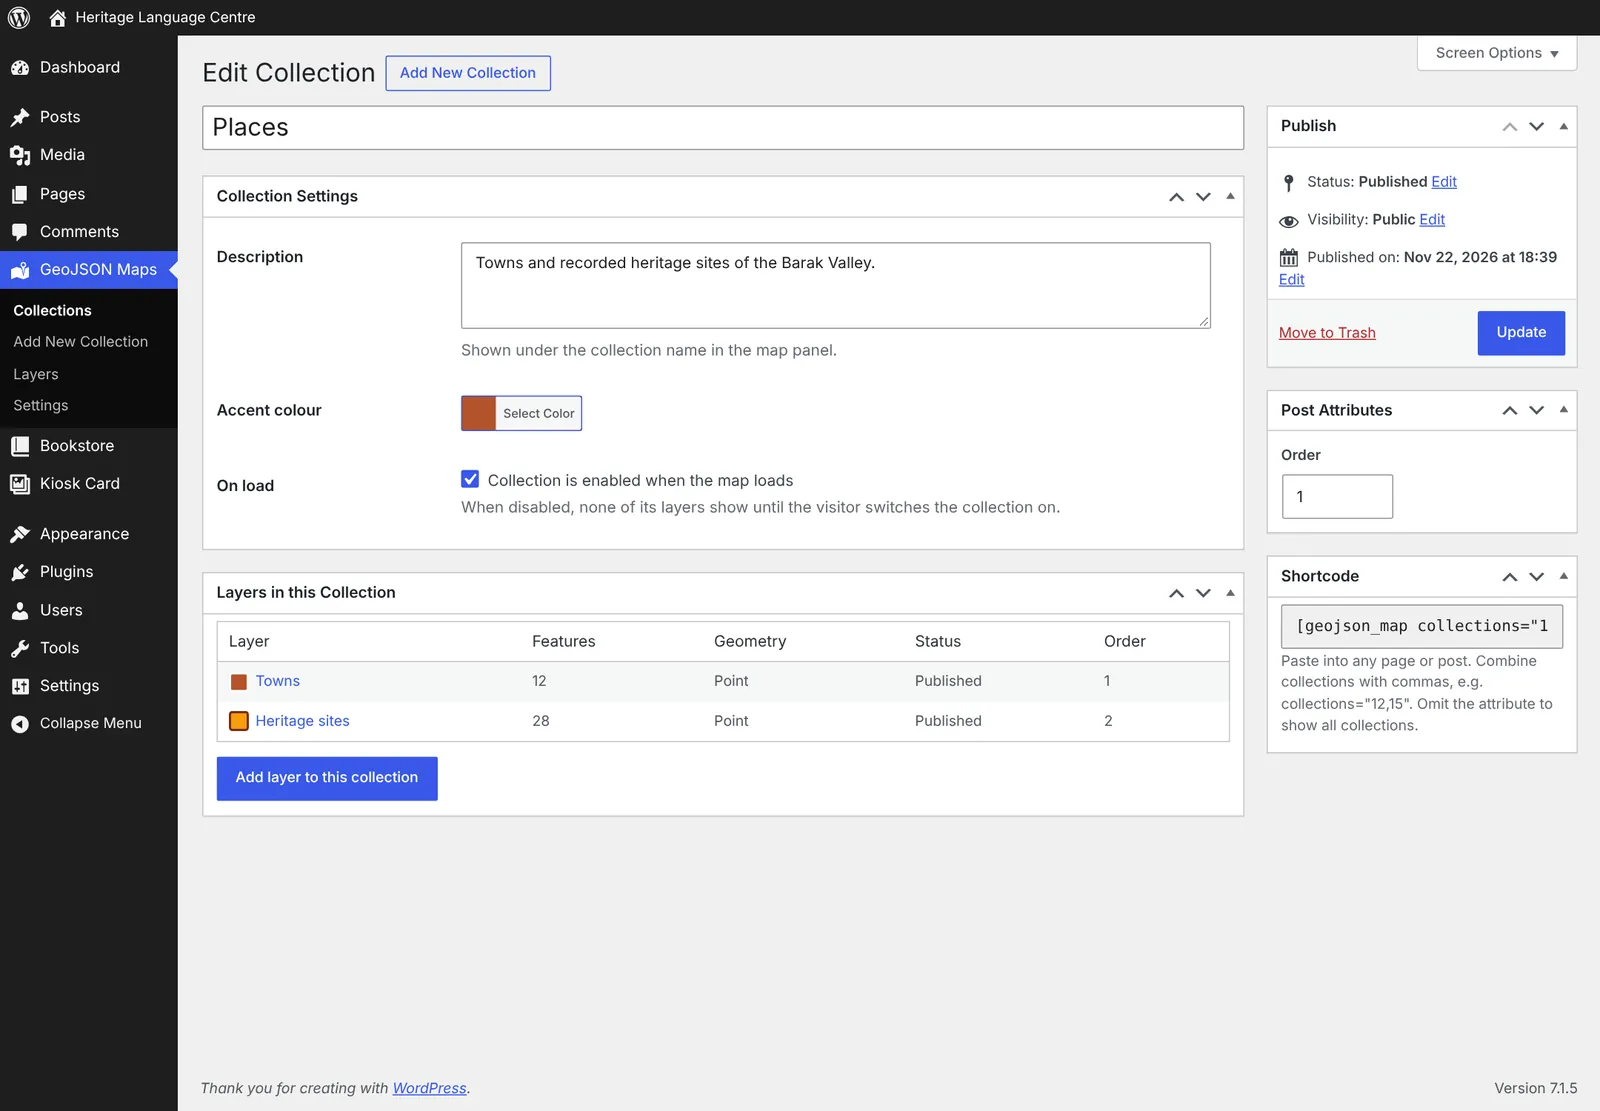 Heritage Language Centre
Dashboard
Posts
Media
Pages
Comments
GeoJSON Maps
Collections
Add New Collection
Layers
Settings
Bookstore
Kiosk Card
Appearance
Plugins
Users
Tools
Settings
Collapse Menu
Screen Options
Edit Collection
Add New Collection
Places
Collection Settings
Description
Towns and recorded heritage sites of the Barak Valley.
Shown under the collection name in the map panel.
Accent colour
Select Color
On load
Collection is enabled when the map loads
When disabled, none of its layers show until the visitor switches the collection on.
Layers in this Collection
Layer Features Geometry Status Order
Towns 12 Point Published 1
Heritage sites 28 Point Published 2
Add layer to this collection
Publish
Status: Published Edit
Visibility: Public Edit
Published on: Nov 22, 2026 at 18:39
Edit
Move to Trash
Update
Post Attributes
Order
1
Shortcode
[geojson_map collections="1
Paste into any page or post. Combine
collections with commas, e.g.
collections="12,15". Omit the attribute to
show all collections.
Thank you for creating with WordPress.
Version 7.1.5